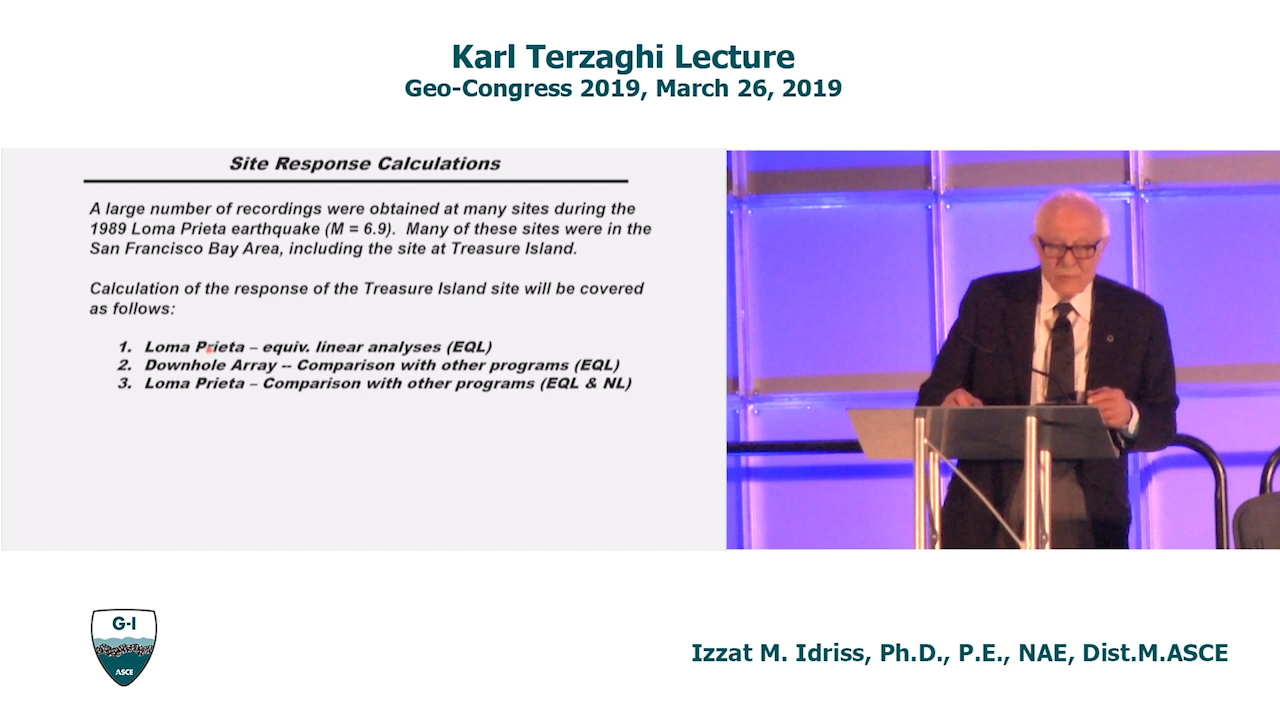 Karl Terzaghi Lecture
Geo-Congress 2019, March 26, 2019
Site Response Calculations
A large number of recordings were obtained at many sites during the
1989 Loma Prieta earthquake (M = 6.9). Many of these sites were in the
San Francisco Bay Area, including the site at Treasure Island.
Calculation of the response of the Treasure Island site will be covered
as follows:
1. Loma Prieta – equiv. linear analyses (EQL)
2. Downhole Array -- Comparison with other programs (EQL)
3. Loma Prieta – Comparison with other programs (EQL & NL)
G-I
ASCE
Izzat M. Idriss, Ph.D., P.E., NAE, Dist.M.ASCE